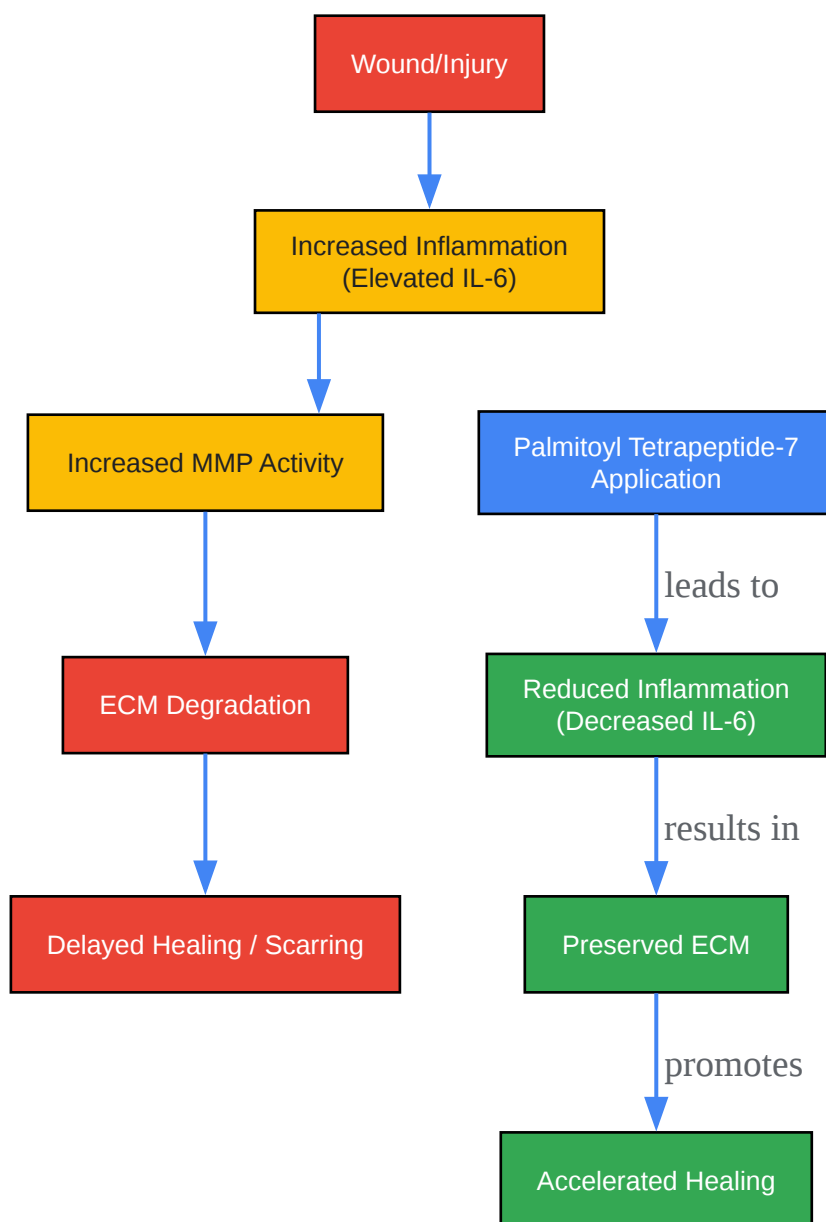 Wound/Injury
Increased Inflammation
(Elevated IL-6)
Increased MMP Activity
Palmitoyl Tetrapeptide-7
Application
leads to
ECM Degradation
Reduced Inflammation
(Decreased IL-6)
results in
Delayed Healing / Scarring
Preserved ECM
promotes
Accelerated Healing